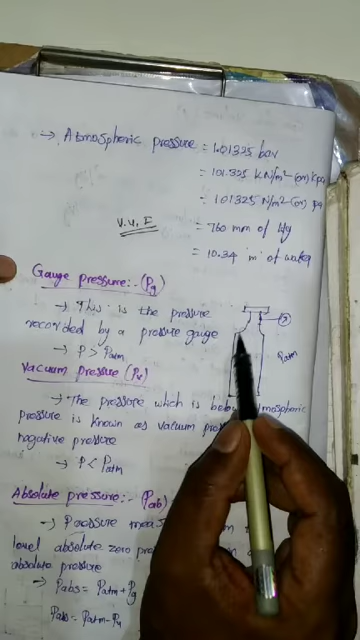 → Atmospheric pressure = 1.01325 bar
= 101.325 KN/m² (or) Kpa
= 101325 N/m² (or) pa
V.V.I = 760 mm of Hg
= 10.34 m of water
Gauge pressure:- (Pg)
→ This is the pressure
recorded by a pressure gauge
→ P > Patm
Patm
Vacuum pressure (Pv)
→ The pressure which is below atmospheric
pressure is known as vacuum
negative pressure
→ P < Patm
Absolute pressure:- (Pab)
→ Pressure
level absolute zero
absolute pressure
→ Pabs = Patm + Pg
Pabs = Patm - Pv